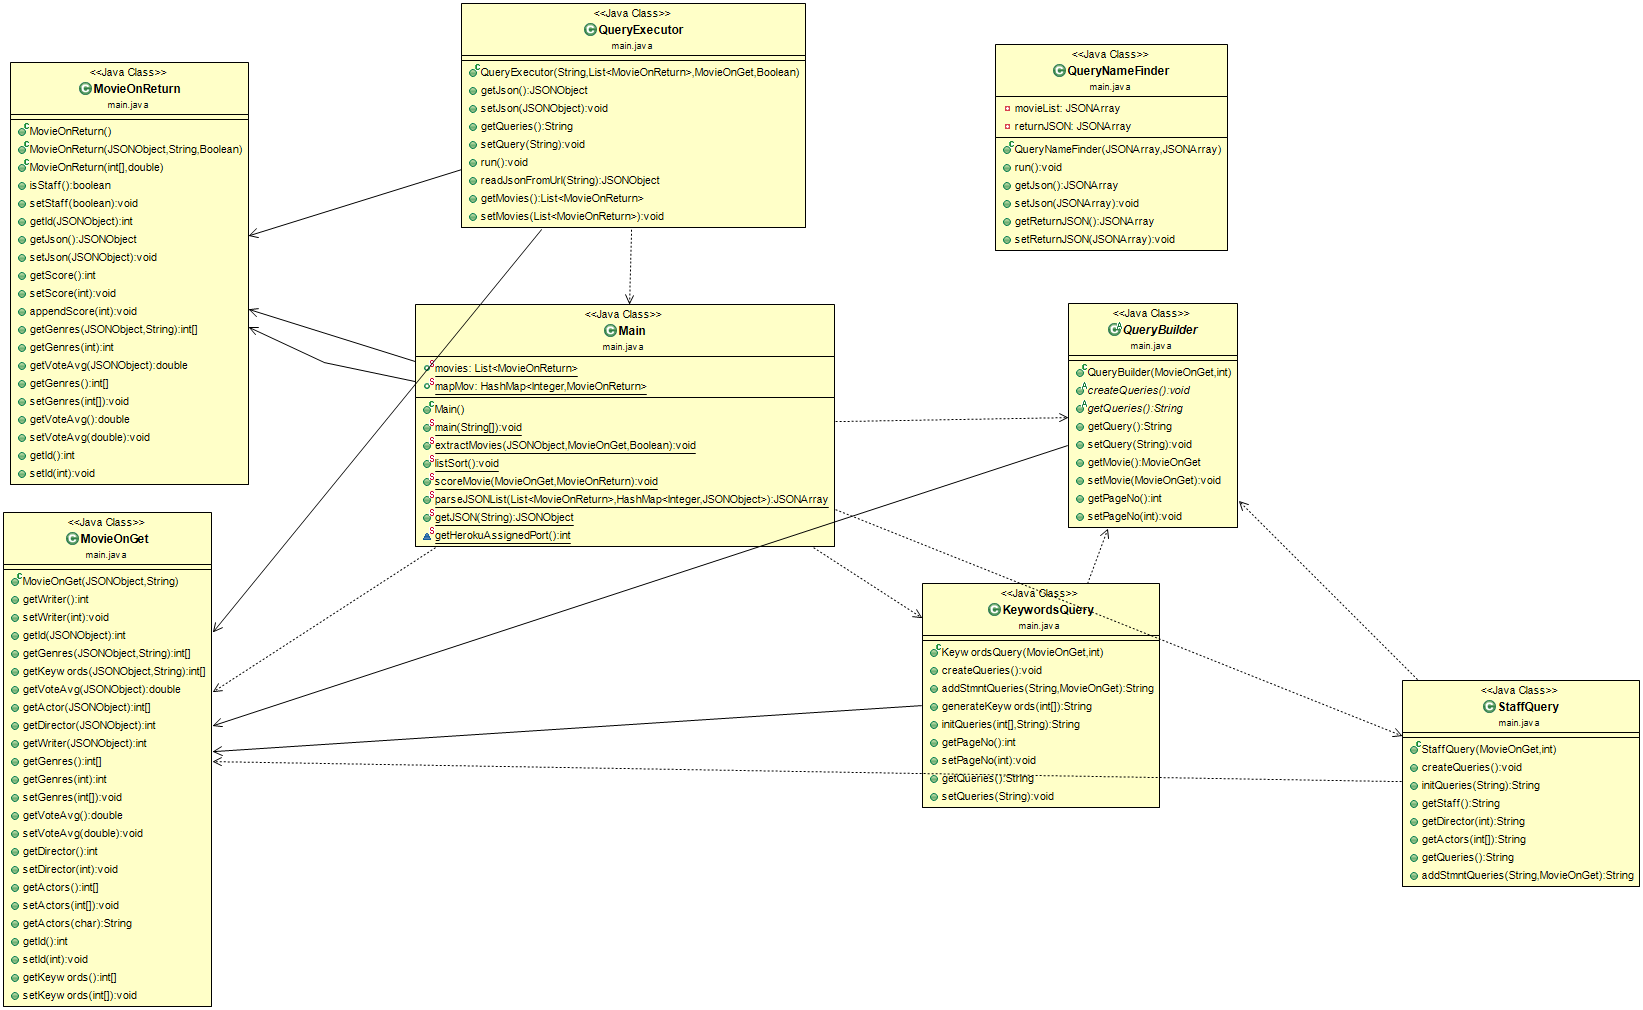 <<Java Class>>
QueryExecutor
main.java
QueryExecutor(String,List<MovieOnReturn>,MovieOnGet,Boolean)
getJson():JSONObject
setJson(JSONObject):void
getQueries():String
setQuery(String):void
run():void
readJsonFromUrl(String):JSONObject
getMovies():List<MovieOnReturn>
setMovies(List<MovieOnReturn>):void
<<Java Class>>
QueryNameFinder
main.java
movieList: JSONArray
returnJSON: JSONArray
QueryNameFinder(JSONArray,JSONArray)
run():void
getJson():JSONArray
setJson(JSONArray):void
getReturnJSON():JSONArray
setReturnJSON(JSONArray):void
<<Java Class>>
MovieOnReturn
main.java
MovieOnReturn()
MovieOnReturn(JSONObject,String,Boolean)
MovieOnReturn(int[],double)
isStaff():boolean
setStaff(boolean):void
getId(JSONObject):int
getJson():JSONObject
setJson(JSONObject):void
getScore():int
setScore(int):void
appendScore(int):void
getGenres(JSONObject,String):int[]
getGenres(int):int
getVoteAvg(JSONObject):double
getGenres():int[]
setGenres(int[]):void
getVoteAvg():double
setVoteAvg(double):void
getId():int
setId(int):void
<<Java Class>>
Main
main.java
movies: List<MovieOnReturn>
mapMov: HashMap<Integer,MovieOnReturn>
Main()
main(String[]):void
extractMovies(JSONObject,MovieOnGet,Boolean):void
listSort():void
scoreMovie(MovieOnGet,MovieOnReturn):void
parseJSONList(List<MovieOnReturn>,HashMap<Integer,JSONObject>):JSONArray
getJSON(String):JSONObject
getHerokuAssignedPort():int
<<Java Class>>
QueryBuilder
main.java
QueryBuilder(MovieOnGet,int)
createQueries():void
getQueries():String
getQuery():String
setQuery(String):void
getMovie():MovieOnGet
setMovie(MovieOnGet):void
getPageNo():int
setPageNo(int):void
<<Java Class>>
MovieOnGet
main.java
MovieOnGet(JSONObject,String)
getWriter():int
setWriter(int):void
getId(JSONObject):int
getGenres(JSONObject,String):int[]
getKeywords(JSONObject,String):int[]
getVoteAvg(JSONObject):double
getActor(JSONObject):int[]
getDirector(JSONObject):int
getWriter(JSONObject):int
getGenres():int[]
getGenres(int):int
setGenres(int[]):void
getVoteAvg():double
setVoteAvg(double):void
getDirector():int
setDirector(int):void
getActors():int[]
setActors(int[]):void
getActors(char):String
getId():int
setId(int):void
getKeywords():int[]
setKeywords(int[]):void
<<Java Class>>
KeywordsQuery
main.java
KeywordsQuery(MovieOnGet,int)
createQueries():void
addStmntQueries(String,MovieOnGet):String
generateKeywords(int[]):String
initQueries(int[],String):String
getPageNo():int
setPageNo(int):void
getQueries():String
setQueries(String):void
<<Java Class>>
StaffQuery
main.java
StaffQuery(MovieOnGet,int)
createQueries():void
initQueries(String):String
getStaff():String
getDirector(int):String
getActors(int[]):String
getQueries():String
addStmntQueries(String,MovieOnGet):String